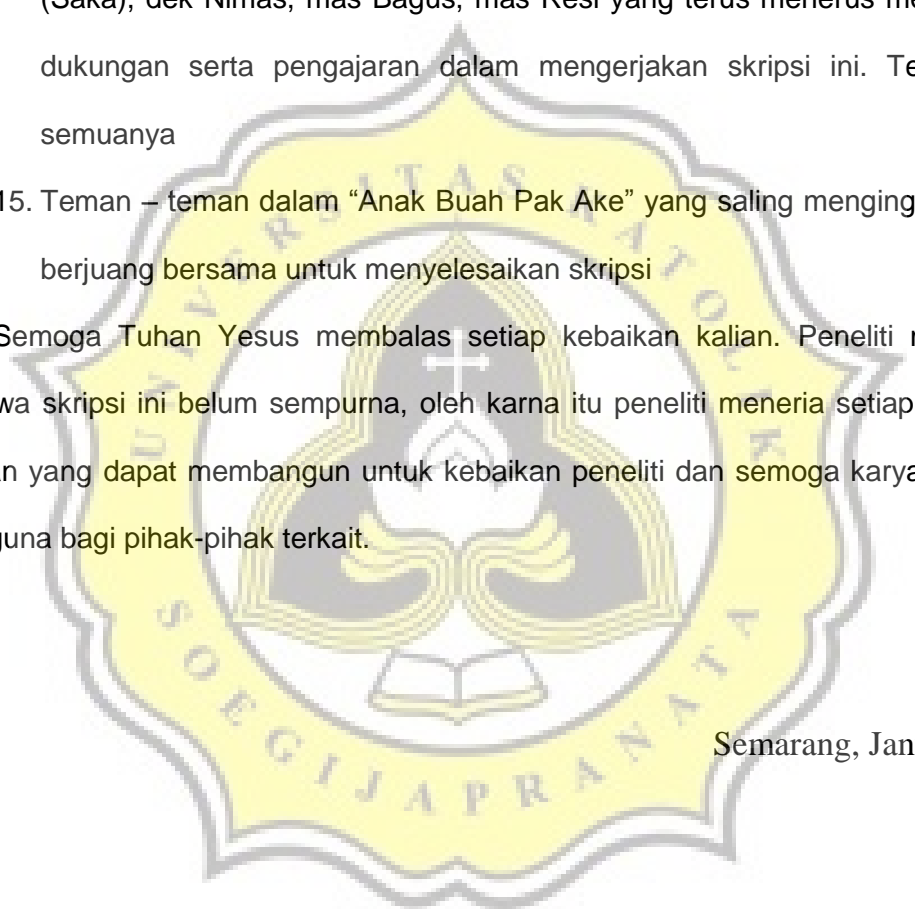 (Saka), dek Nimas, mas Bagus, mas Resi yang terus menerus me
dukungan serta pengajaran dalam mengerjakan skripsi ini. Te
semuanya
15. Teman – teman dalam “Anak Buah Pak Ake” yang saling menging
berjuang bersama untuk menyelesaikan skripsi
Semoga Tuhan Yesus membalas setiap kebaikan kalian. Peneliti
wa skripsi ini belum sempurna, oleh karna itu peneliti meneria setiap
n yang dapat membangun untuk kebaikan peneliti dan semoga karya
guna bagi pihak-pihak terkait.
Semarang, Jan
UNIVERSITAS KATOLIK
SOEGIJAPRANATA